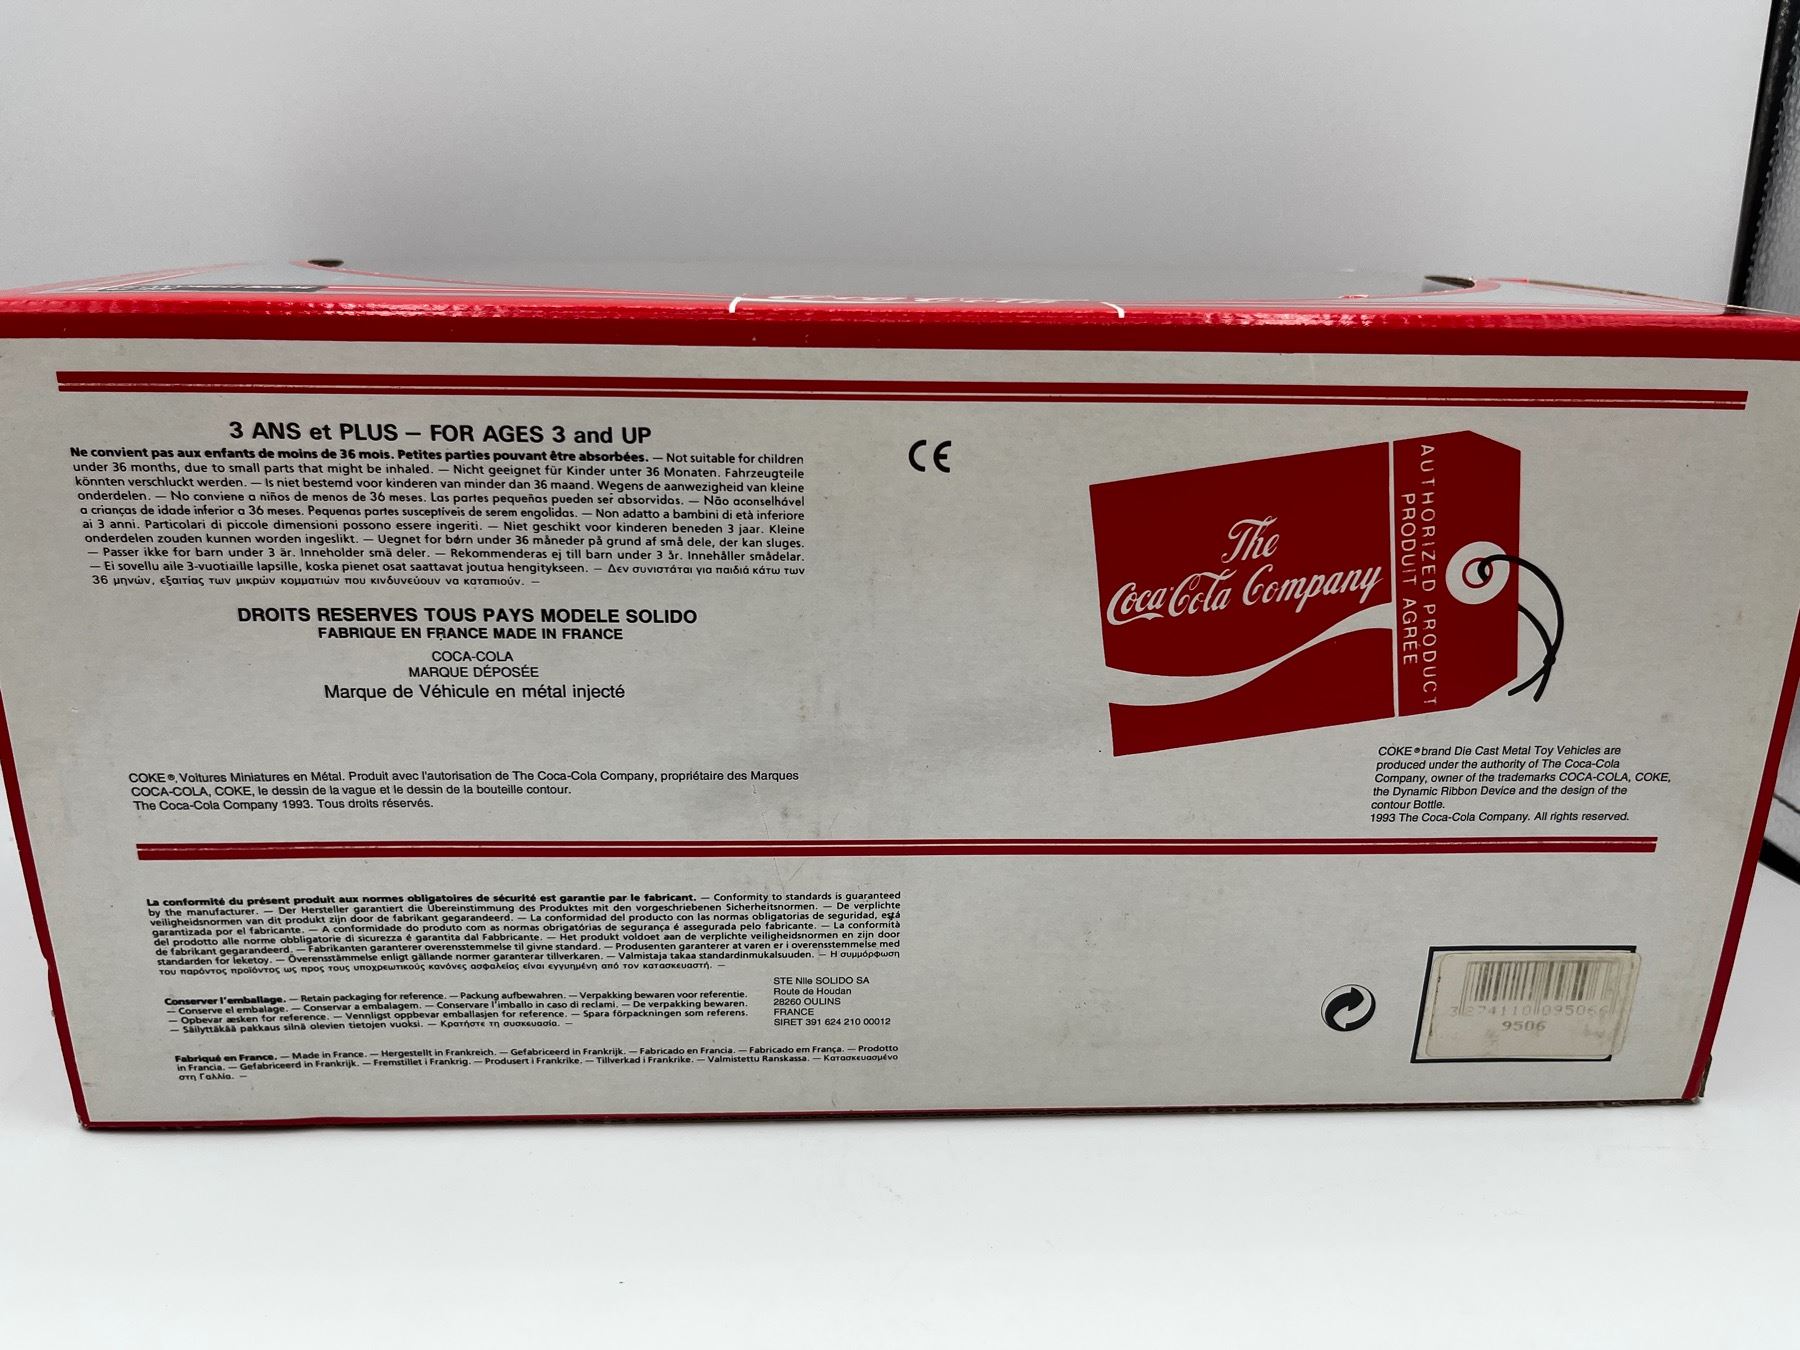 3 ANS et PLUS — FOR AGES 3 and UP
Ne convient pas aux enfants de moins de 36 mois. Petites parties pouvant être absorbées. — Not suitable for children
under 36 months, due to small parts that might be inhaled. — Nicht geeignet für Kinder unter 36 Monaten. Fahrzeugteile
könnten verschluckt werden. — Is niet bestemd voor kinderen van minder dan 36 maand. Wegens de aanwezigheid van kleine
onderdelen. — No conviene a niños de menos de 36 meses. Las partes pequeñas pueden ser absorvidas. — Não aconselhável
a crianças de idade inferior a 36 meses. Pequenas partes susceptíveis de serem engolidas. — Non adatto a bambini di età inferiore
ai 3 anni. Particolari di piccole dimensioni possono essere ingeriti. — Niet geschikt voor kinderen beneden 3 jaar. Kleine
onderdelen zouden kunnen worden ingeslikt. — Uegnet for børn under 36 måneder på grund af små dele, der kan sluges.
— Passer ikke for barn under 3 är. Inneholder smä deler. — Rekommenderas ej till barn under 3 år. Innehåller smådelar.
— Ei sovellu aile 3-vuotiaille lapsille, koska pienet osat saattavat joutua hengitykseen. — Δεν συνιστάται για παιδιά κάτω των
36 μηνών, εξαιτίας των μικρών κομματιών που κινδυνεύουν να καταπιούν. —
DROITS RESERVES TOUS PAYS MODELE SOLIDO
FABRIQUE EN FRANCE MADE IN FRANCE
COCA-COLA
MARQUE DÉPOSÉE
Marque de Véhicule en métal injecté
COKE ®, Voitures Miniatures en Métal. Produit avec l'autorisation de The Coca-Cola Company, propriétaire des Marques
COCA-COLA, COKE, le dessin de la vague et le dessin de la bouteille contour.
The Coca-Cola Company 1993. Tous droits réservés.
CE
The
Coca-Cola Company
AUTHORIZED PRODUCT
PRODUIT AGRÉÉ
COKE ® brand Die Cast Metal Toy Vehicles are
produced under the authority of The Coca-Cola
Company, owner of the trademarks COCA-COLA, COKE,
the Dynamic Ribbon Device and the design of the
contour Bottle.
1993 The Coca-Cola Company. All rights reserved.
La conformité du présent produit aux normes obligatoires de sécurité est garantie par le fabricant. — Conformity to standards is guaranteed
by the manufacturer. — Der Hersteller garantiert die Übereinstimmung des Produktes mit den vorgeschriebenen Sicherheitsnormen. — De verplichte
veiligheidsnormen van dit produkt zijn door de fabrikant gegarandeerd. — La conformidad del producto con las normas obligatorias de seguridad, está
garantizada por el fabricante. — A conformidade do produto com as normas obrigatórias de segurança é assegurada pelo fabricante. — La conformità
del prodotto alle norme obbligatorie di sicurezza è garantita dal Fabbricante. — Het produkt voldoet aan de verplichte veiligheidsnormen en zijn door
de fabrikant gegarandeerd. — Fabrikanten garanterer overensstemmelse til givne standard. — Produsenten garanterer at varen er i overensstemmelse med
standarden for leketoy. — Överensstämmelse enligt gällande normer garanterar tillverkaren. — Valmistaja takaa standardinmukalsuuden. — Η συμμόρφωση
του παρόντος προϊόντος ως προς τους υποχρεωτικούς κανόνες ασφαλείας είναι εγγυημένη από τον κατασκευαστή. —
Conserver l'emballage. — Retain packaging for reference. — Packung aufbewahren. — Verpakking bewaren voor referentie.
— Conserve el embalage. — Conservar a embalagem. — Conservare l'imballo in caso di reclami. — De verpakking bewaren.
— Opbevar æsken for reference. — Vennligst oppbevar emballasjen for reference. — Spara förpackningen som referens.
— Säilyttäkää pakkaus silnä olevien tietojen vuoksi. — Κρατήστε τη συσκευασία. —
STE Nlle SOLIDO SA
Route de Houdan
28260 OULINS
FRANCE
SIRET 391 624 210 00012
Fabriqué en France. — Made in France. — Hergestellt in Frankreich. — Gefabriceerd in Frankrijk. — Fabricado en Francia. — Fabricado em França. — Prodotto
in Francia. — Gefabriceerd in Frankrijk. — Fremstillet i Frankrig. — Produsert i Frankrike. — Tillverkad i Frankrike. — Valmistettu Ranskassa. — Κατασκευασμένο
στη Γαλλία. —
9506